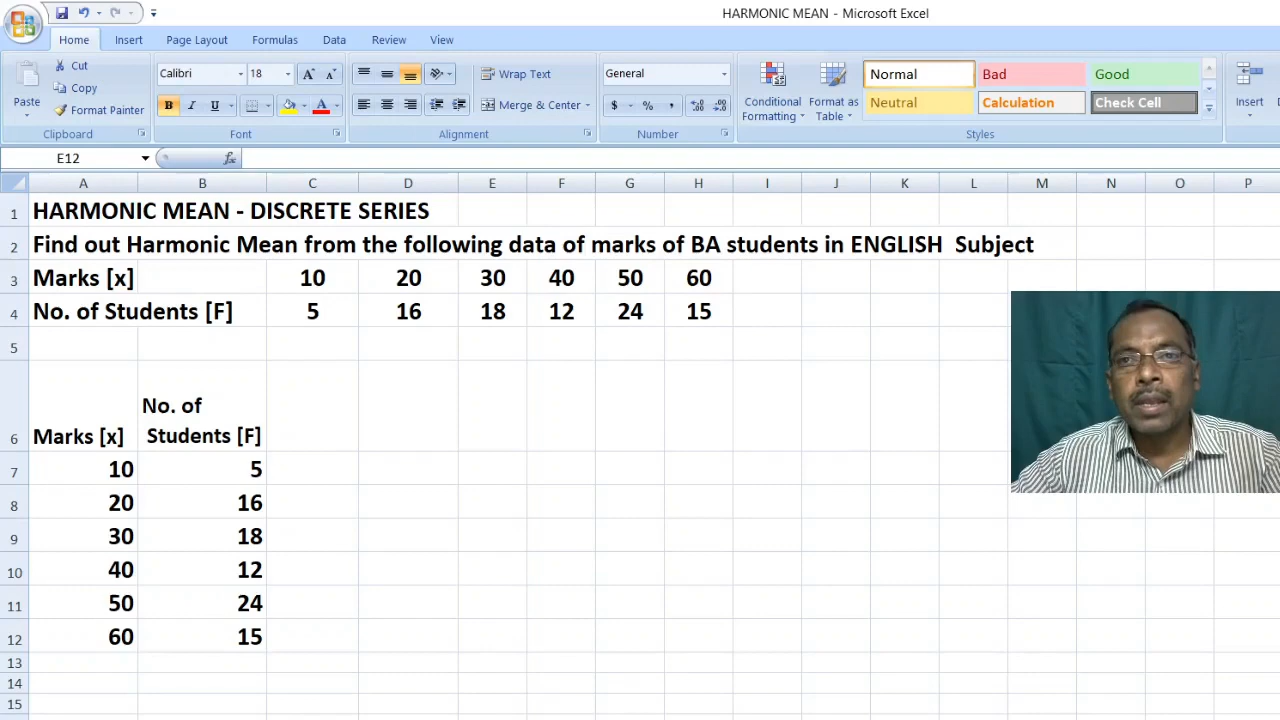 HARMONIC MEAN - Microsoft Excel
Home Insert Page Layout Formulas Data Review View
Paste
Cut
Copy
Format Painter
Clipboard
Calibri 18 A A
B I U A
Font
Wrap Text
Merge & Center
Alignment
General
$ % ,
Number
Conditional Formatting
Format as Table
Normal Bad Good
Neutral Calculation Check Cell
Styles
Insert
E12 fx
A B C D E F G H I J K L M N O P
1 HARMONIC MEAN - DISCRETE SERIES
2 Find out Harmonic Mean from the following data of marks of BA students in ENGLISH Subject
3 Marks [x] 10 20 30 40 50 60
4 No. of Students [F] 5 16 18 12 24 15
5
6 Marks [x] No. of Students [F]
7 10 5
8 20 16
9 30 18
10 40 12
11 50 24
12 60 15
13
14
15